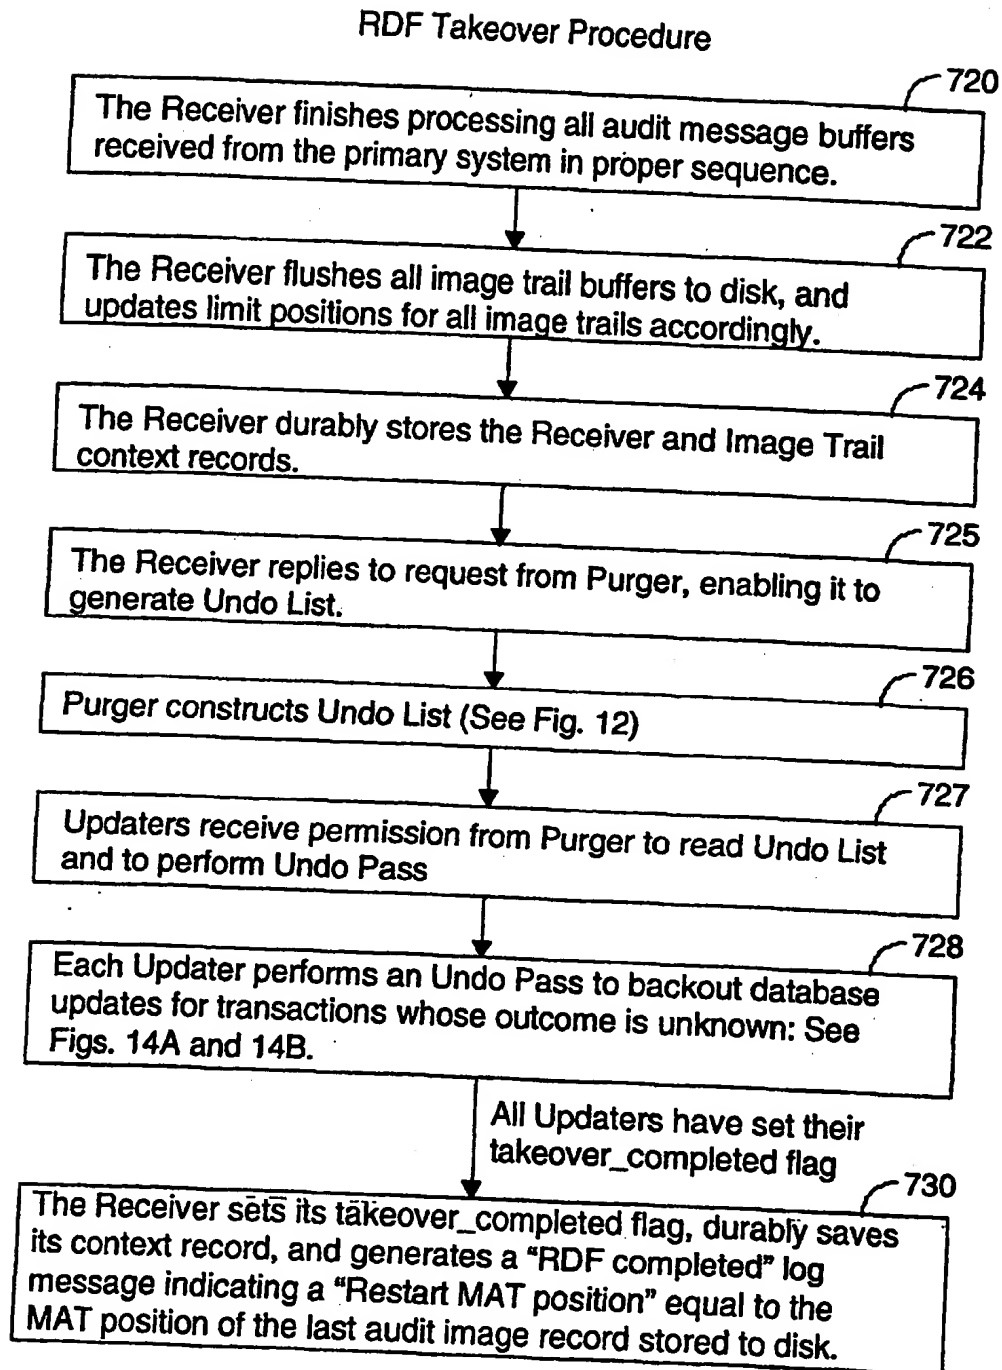 RDF Takeover Procedure
720
The Receiver finishes processing all audit message buffers
received from the primary system in proper sequence.
722
The Receiver flushes all image trail buffers to disk, and
updates limit positions for all image trails accordingly.
724
The Receiver durably stores the Receiver and Image Trail
context records.
725
The Receiver replies to request from Purger, enabling it to
generate Undo List.
726
Purger constructs Undo List (See Fig. 12)
727
Updaters receive permission from Purger to read Undo List
and to perform Undo Pass
728
Each Updater performs an Undo Pass to backout database
updates for transactions whose outcome is unknown: See
Figs. 14A and 14B.
All Updaters have set their
takeover_completed flag
730
The Receiver sets its takeover_completed flag, durably saves
its context record, and generates a “RDF completed” log
message indicating a “Restart MAT position” equal to the
MAT position of the last audit image record stored to disk.